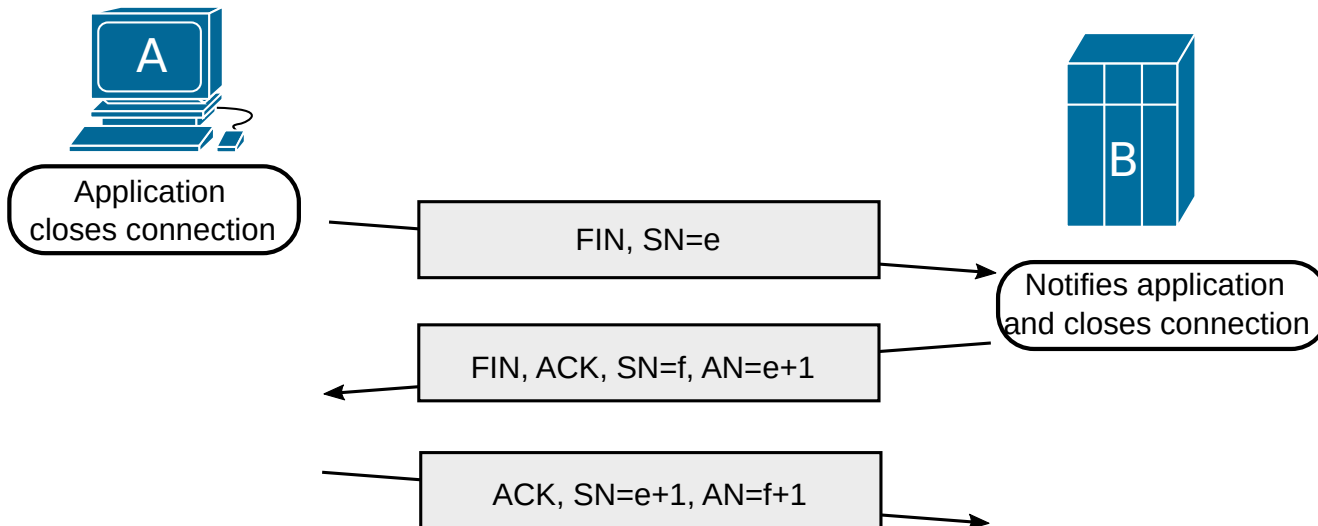 A
B
Application
closes connection
FIN, SN=e
Notifies application
and closes connection
FIN, ACK, SN=f, AN=e+1
ACK, SN=e+1, AN=f+1